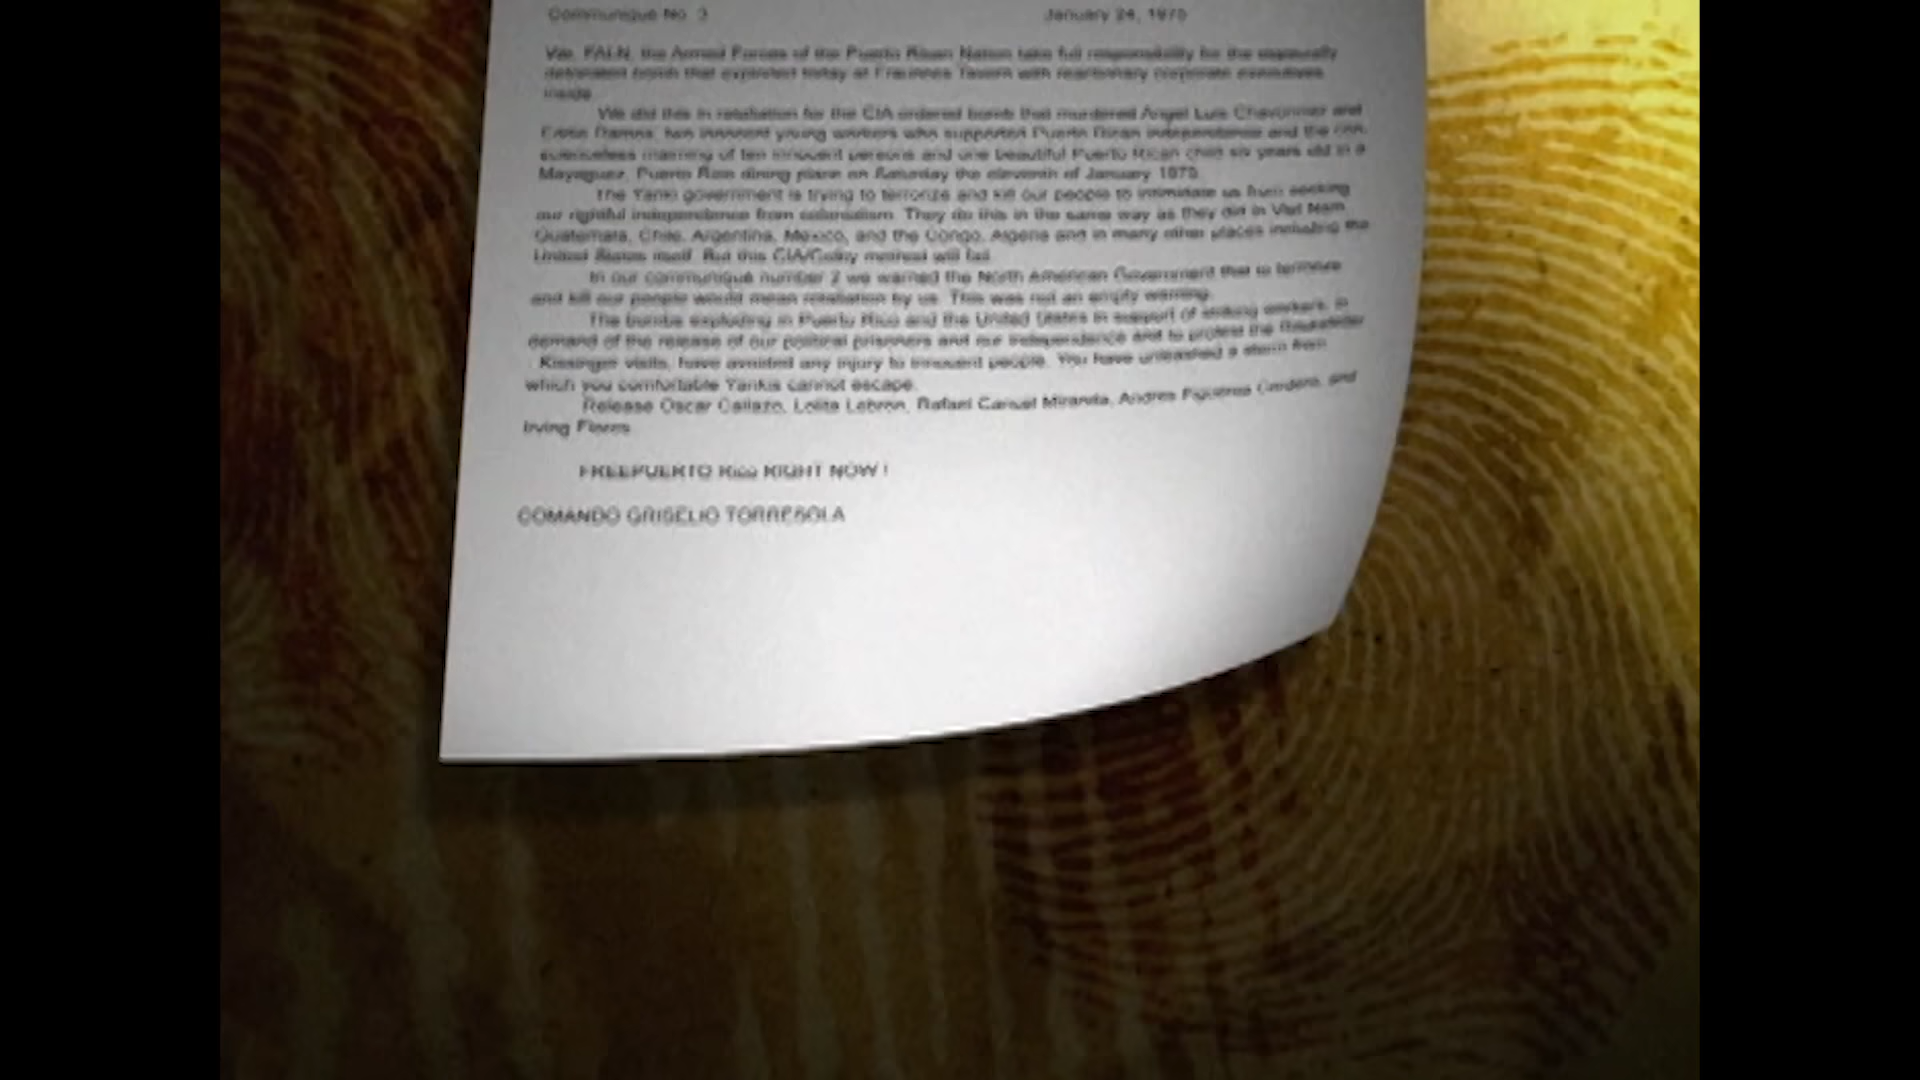 Communique No. 3 January 24, 1975
We, FALN, the Armed Forces of the Puerto Rican Nation take full responsibility for the especially
detonated bomb that exploded today at Fraunces Tavern with reactionary corporate executives
inside.
We did this in retaliation for the CIA ordered bomb that murdered Angel Luis Chavonnier and
Eddie Ramos, two innocent young workers who supported Puerto Rican independence and the con-
maiming of ten innocent persons and one beautiful Puerto Rican child six years old in a
Mayaguez, Puerto Rico dining place on Saturday the eleventh of January 1975.
The Yanki government is trying to terrorize and kill our people to intimidate us from seeking
our rightful independence from colonialism. They do this in the same way as they did in Viet Nam,
Guatemala, Chile, Argentina, Mexico, and the Congo, Algeria and in many other places including the
United States itself. But this CIA/Colby method will fail.
In our communique number 2 we warned the North American Government that to terrorize
and kill our people would mean retaliation by us. This was not an empty warning.
The bombs exploding in Puerto Rico and the United States in support of striking workers, in
demand of the release of our political prisoners and our independence and to protest the Rockefeller
Kissinger visits, have avoided any injury to innocent people. You have unleashed a storm from
which you comfortable Yankis cannot escape.
Release Oscar Collazo, Lolita Lebron, Rafael Cancel Miranda, Andres Figueroa Cordero, and
Irving Flores.
FREEPUERTO Rico RIGHT NOW !
COMANDO GRISELIO TORRESOLA